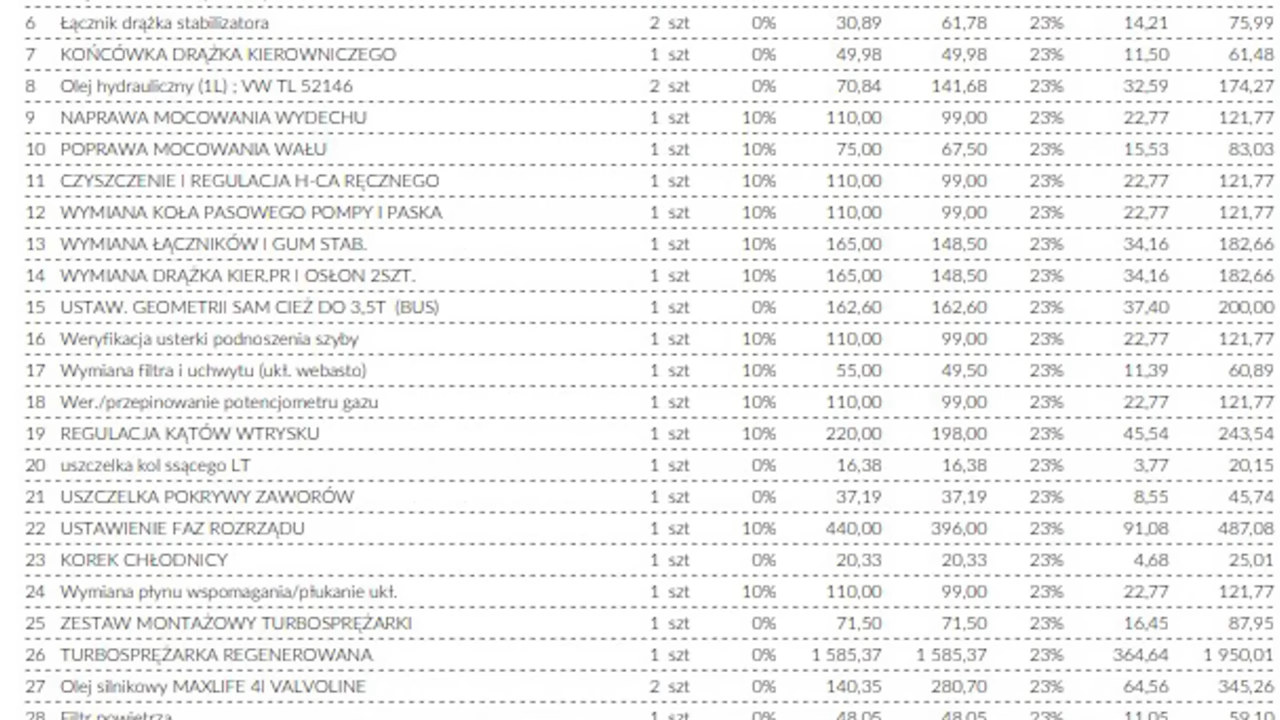 6 Łącznik drążka stabilizatora 2 szt 0% 30,89 61,78 23% 14,21 75,99
7 KOŃCÓWKA DRĄŻKA KIEROWNICZEGO 1 szt 0% 49,98 49,98 23% 11,50 61,48
8 Olej hydrauliczny (1L) ; VW TL 52146 2 szt 0% 70,84 141,68 23% 32,59 174,27
9 NAPRAWA MOCOWANIA WYDECHU 1 szt 10% 110,00 99,00 23% 22,77 121,77
10 POPRAWA MOCOWANIA WAŁU 1 szt 10% 75,00 67,50 23% 15,53 83,03
11 CZYSZCZENIE I REGULACJA H-CA RĘCZNEGO 1 szt 10% 110,00 99,00 23% 22,77 121,77
12 WYMIANA KOŁA PASOWEGO POMPY I PASKA 1 szt 10% 110,00 99,00 23% 22,77 121,77
13 WYMIANA ŁĄCZNIKÓW I GUM STAB. 1 szt 10% 165,00 148,50 23% 34,16 182,66
14 WYMIANA DRĄŻKA KIER.PR I OSŁON 2SZT. 1 szt 10% 165,00 148,50 23% 34,16 182,66
15 USTAW. GEOMETRII SAM CIEŻ DO 3,5T (BUS) 1 szt 0% 162,60 162,60 23% 37,40 200,00
16 Weryfikacja usterki podnoszenia szyby 1 szt 10% 110,00 99,00 23% 22,77 121,77
17 Wymiana filtra i uchwytu (ukł. webasto) 1 szt 10% 55,00 49,50 23% 11,39 60,89
18 Wer./przepinowanie potencjometru gazu 1 szt 10% 110,00 99,00 23% 22,77 121,77
19 REGULACJA KĄTÓW WTRYSKU 1 szt 10% 220,00 198,00 23% 45,54 243,54
20 uszczelka kol ssącego LT 1 szt 0% 16,38 16,38 23% 3,77 20,15
21 USZCZELKA POKRYWY ZAWORÓW 1 szt 0% 37,19 37,19 23% 8,55 45,74
22 USTAWIENIE FAZ ROZRZĄDU 1 szt 10% 440,00 396,00 23% 91,08 487,08
23 KOREK CHŁODNICY 1 szt 0% 20,33 20,33 23% 4,68 25,01
24 Wymiana płynu wspomagania/płukanie ukł. 1 szt 10% 110,00 99,00 23% 22,77 121,77
25 ZESTAW MONTAŻOWY TURBOSPRĘŻARKI 1 szt 0% 71,50 71,50 23% 16,45 87,95
26 TURBOSPRĘŻARKA REGENEROWANA 1 szt 0% 1 585,37 1 585,37 23% 364,64 1 950,01
27 Olej silnikowy MAXLIFE 4l VALVOLINE 2 szt 0% 140,35 280,70 23% 64,56 345,26
28 Filtr powietrza 1 szt 0% 48,05 48,05 23% 11,05 59,10